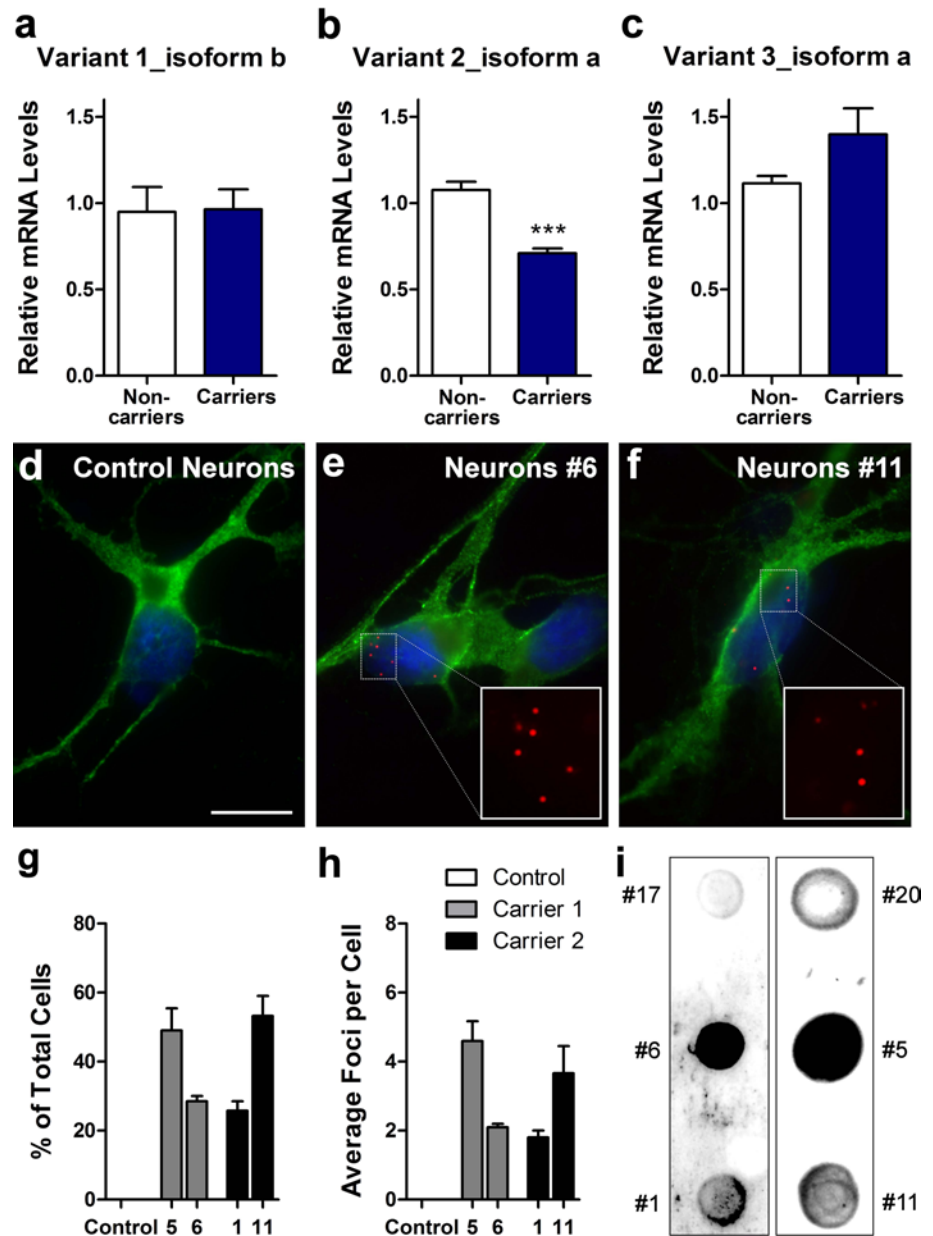 a
Variant 1_isoform b
Relative mRNA Levels
1.5
1.0
0.5
0.0
Non-
carriers
Carriers
b
Variant 2_isoform a
Relative mRNA Levels
1.5
1.0
0.5
0.0
***
Non-
carriers
Carriers
c
Variant 3_isoform a
Relative mRNA Levels
1.5
1.0
0.5
0.0
Non-
carriers
Carriers
d Control Neurons
e Neurons #6
f Neurons #11
g
% of Total Cells
80
60
40
20
0
Control 5 6 1 11
h
Control
Carrier 1
Carrier 2
Average Foci per Cell
8
6
4
2
0
Control 5 6 1 11
i
#17 #20
#6 #5
#1 #11